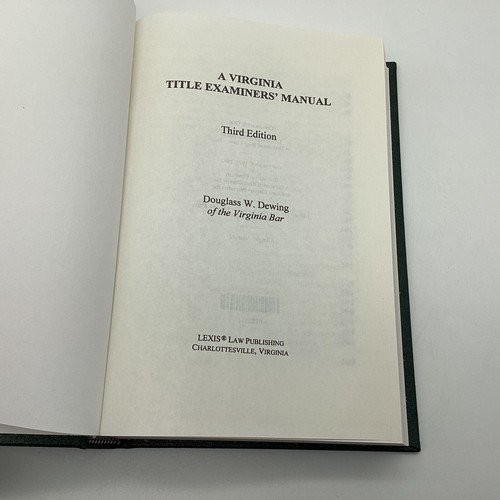 A VIRGINIA
TITLE EXAMINERS' MANUAL
Third Edition
Douglass W. Dewing
of the Virginia Bar
LEXIS® LAW PUBLISHING
CHARLOTTESVILLE, VIRGINIA